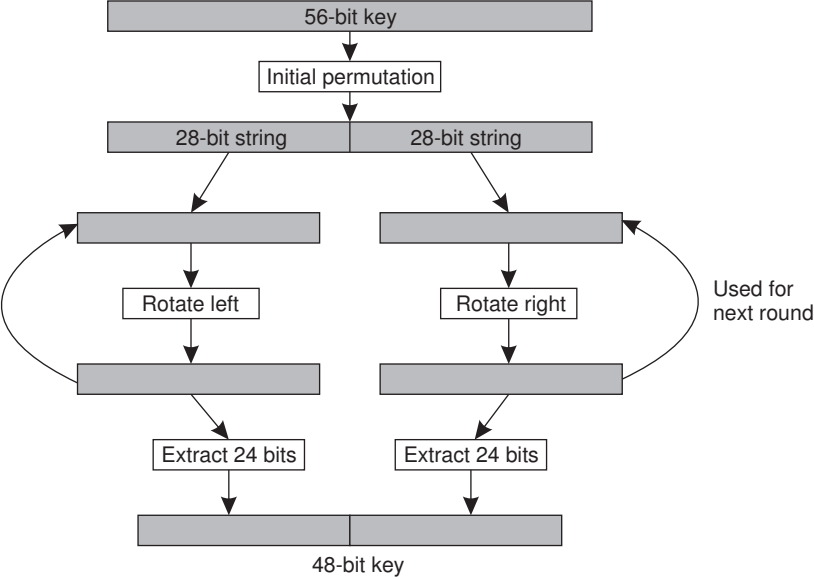 56-bit key
Initial permutation
28-bit string
28-bit string
Rotate left
Rotate right
Used for
next round
Extract 24 bits
Extract 24 bits
48-bit key